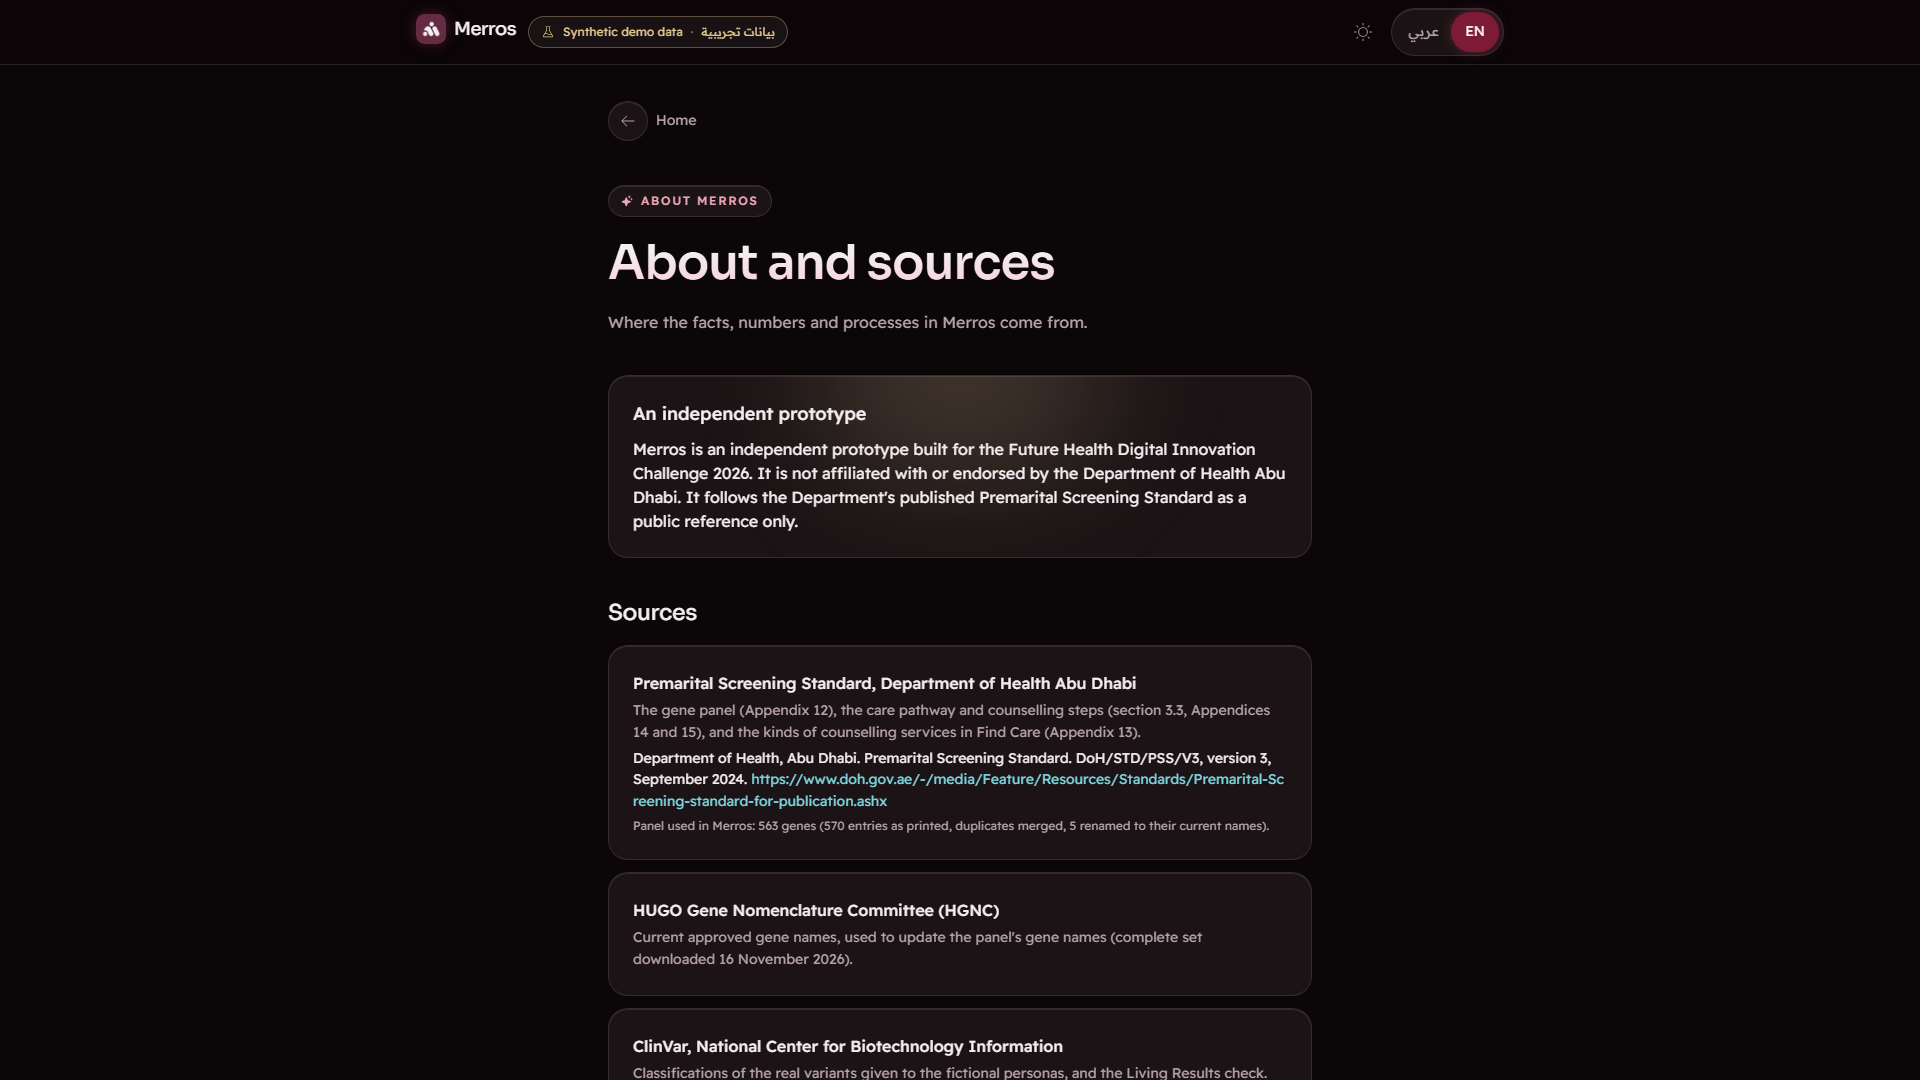 Merros
Synthetic demo data · بيانات تجريبية
عربي
EN
Home
ABOUT MERROS
About and sources
Where the facts, numbers and processes in Merros come from.
An independent prototype
Merros is an independent prototype built for the Future Health Digital Innovation
Challenge 2026. It is not affiliated with or endorsed by the Department of Health Abu
Dhabi. It follows the Department's published Premarital Screening Standard as a
public reference only.
Sources
Premarital Screening Standard, Department of Health Abu Dhabi
The gene panel (Appendix 12), the care pathway and counselling steps (section 3.3, Appendices
14 and 15), and the kinds of counselling services in Find Care (Appendix 13).
Department of Health, Abu Dhabi. Premarital Screening Standard. DoH/STD/PSS/V3, version 3,
September 2024. https://www.doh.gov.ae/-/media/Feature/Resources/Standards/Premarital-Sc
reening-standard-for-publication.ashx
Panel used in Merros: 563 genes (570 entries as printed, duplicates merged, 5 renamed to their current names).
HUGO Gene Nomenclature Committee (HGNC)
Current approved gene names, used to update the panel's gene names (complete set
downloaded 16 November 2026).
ClinVar, National Center for Biotechnology Information
Classifications of the real variants given to the fictional personas, and the Living Results check.